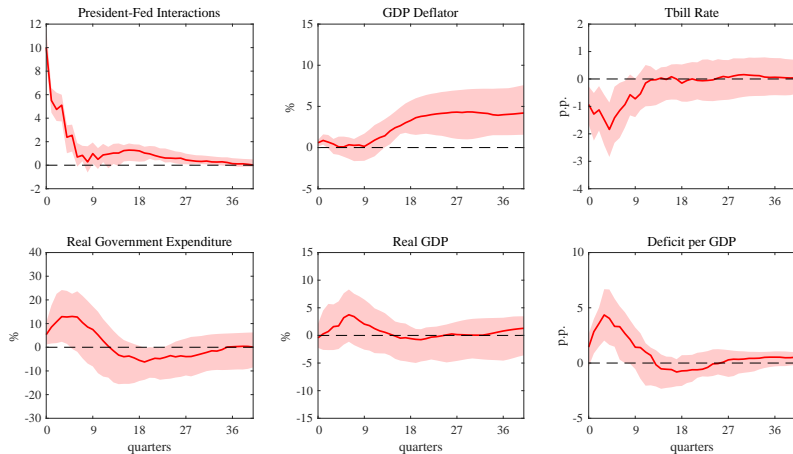 President-Fed Interactions
12
10
8
6
4
2
0
-2
0 9 18 27 36
GDP Deflator
%
15
10
5
0
-5
0 9 18 27 36
Tbill Rate
p.p.
2
1
0
-1
-2
-3
-4
0 9 18 27 36
Real Government Expenditure
%
40
30
20
10
0
-10
-20
-30
0 9 18 27 36
quarters
Real GDP
%
15
10
5
0
-5
-10
-15
0 9 18 27 36
quarters
Deficit per GDP
p.p.
10
5
0
-5
0 9 18 27 36
quarters